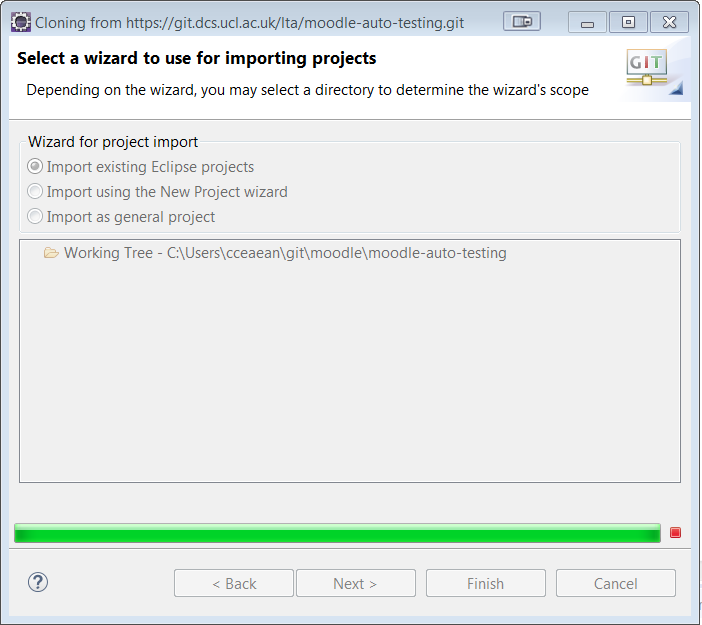 Cloning from https://git.dcs.ucl.ac.uk/lta/moodle-auto-testing.git
Select a wizard to use for importing projects
Depending on the wizard, you may select a directory to determine the wizard's scope
GIT
Wizard for project import
Import existing Eclipse projects
Import using the New Project wizard
Import as general project
Working Tree - C:\Users\cceaean\git\moodle\moodle-auto-testing
?
< Back
Next >
Finish
Cancel